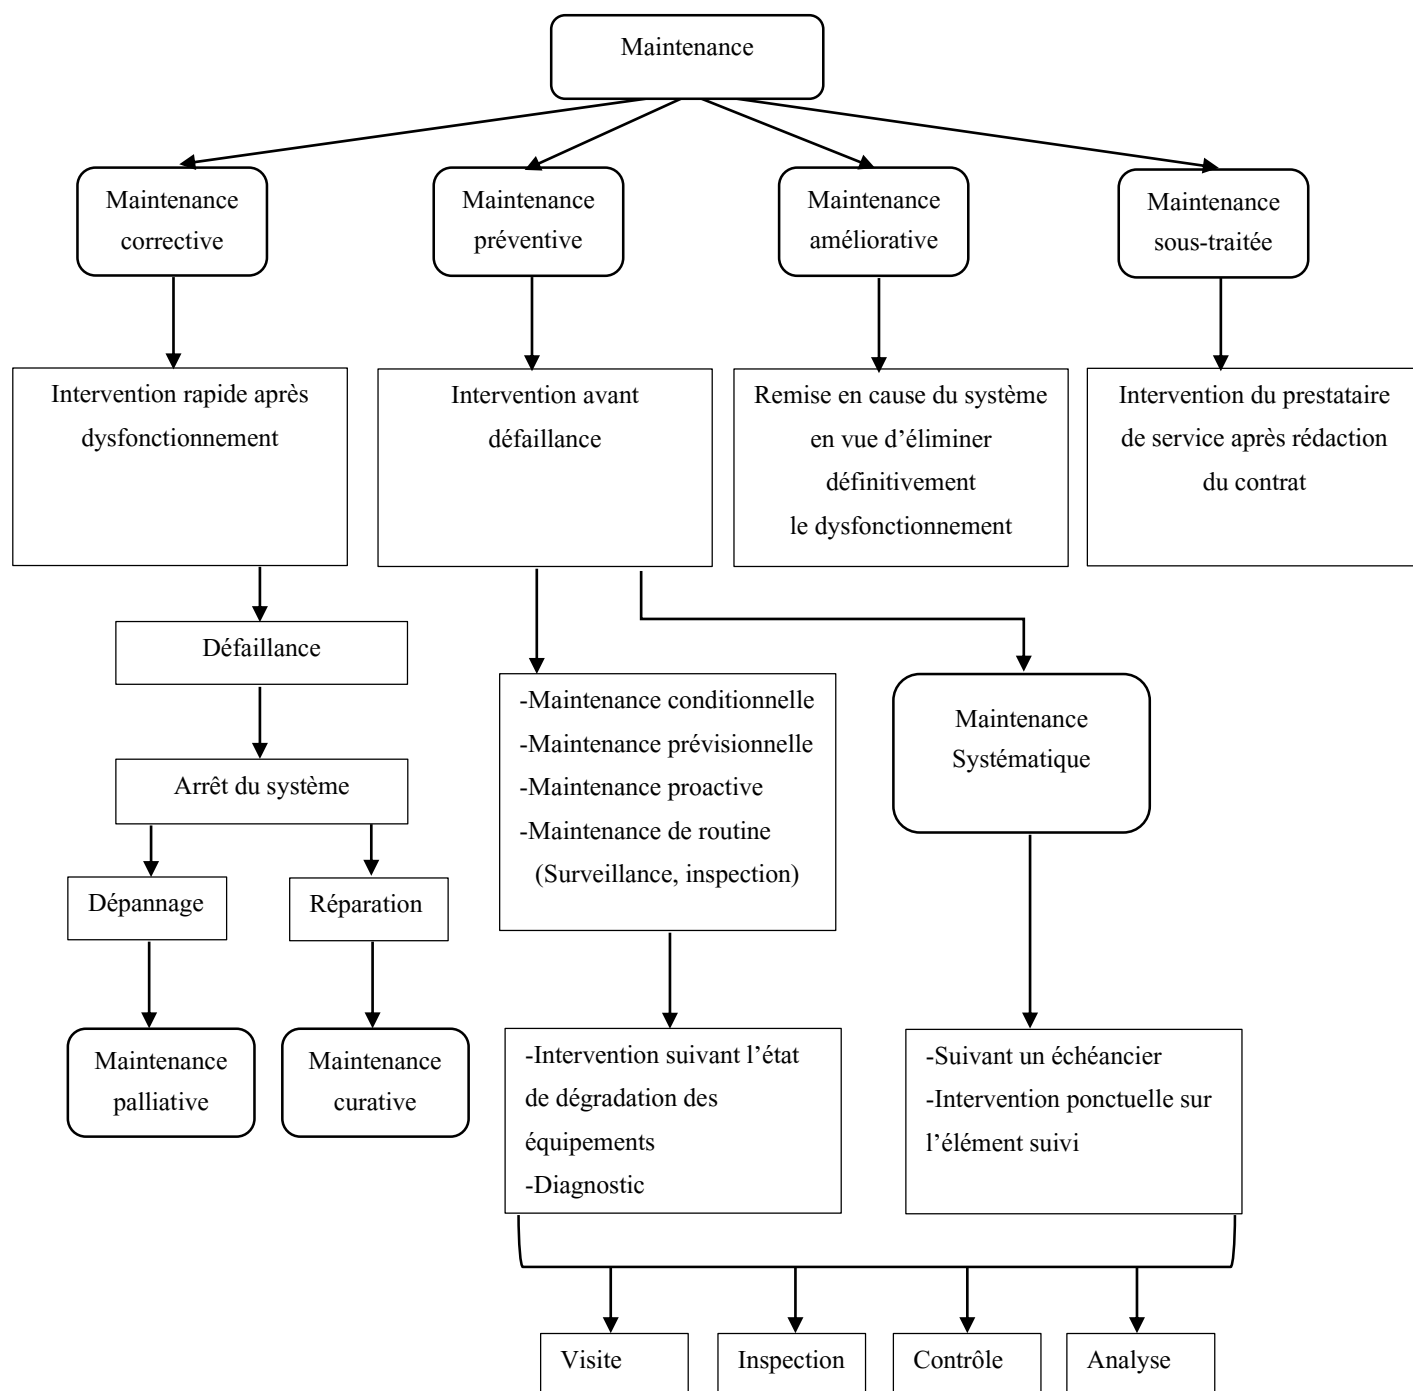 Maintenance
Maintenance
corrective
Maintenance
préventive
Maintenance
améliorative
Maintenance
sous-traitée
Intervention rapide après
dysfonctionnement
Intervention avant
défaillance
Remise en cause du système
en vue d’éliminer
définitivement
le dysfonctionnement
Intervention du prestataire
de service après rédaction
du contrat
Défaillance
Arrêt du système
Dépannage
Réparation
Maintenance
palliative
Maintenance
curative
-Maintenance conditionnelle
-Maintenance prévisionnelle
-Maintenance proactive
-Maintenance de routine
(Surveillance, inspection)
Maintenance
Systématique
-Intervention suivant l’état
de dégradation des
équipements
-Diagnostic
-Suivant un échéancier
-Intervention ponctuelle sur
l’élément suivi
Visite
Inspection
Contrôle
Analyse